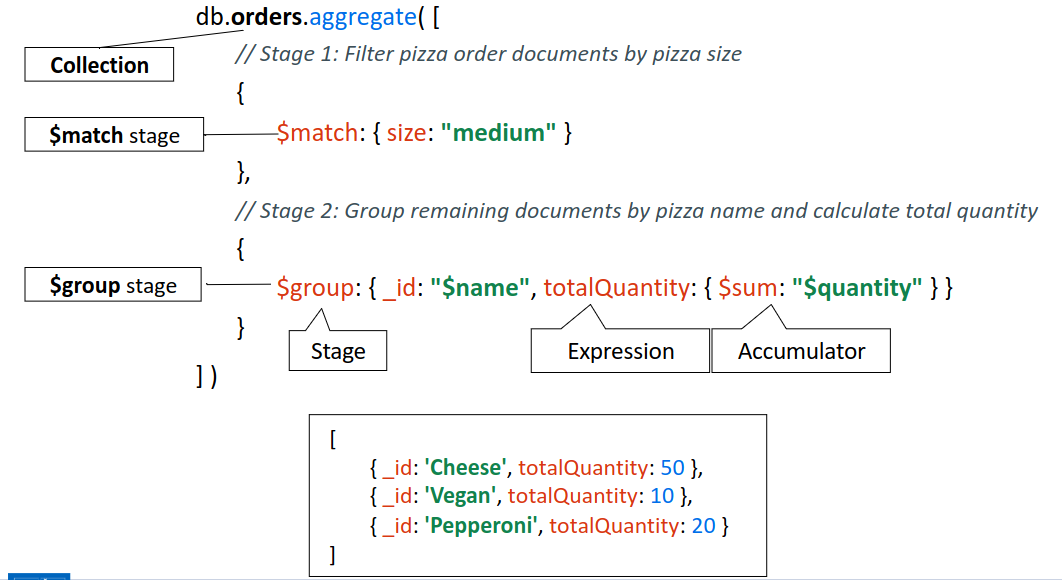 db.orders.aggregate( [
Collection
// Stage 1: Filter pizza order documents by pizza size
{
$match stage
$match: { size: "medium" }
},
// Stage 2: Group remaining documents by pizza name and calculate total quantity
{
$group stage
$group: { _id: "$name", totalQuantity: { $sum: "$quantity" } }
}
Stage
Expression
Accumulator
] )
[
{ _id: 'Cheese', totalQuantity: 50 },
{ _id: 'Vegan', totalQuantity: 10 },
{ _id: 'Pepperoni', totalQuantity: 20 }
]